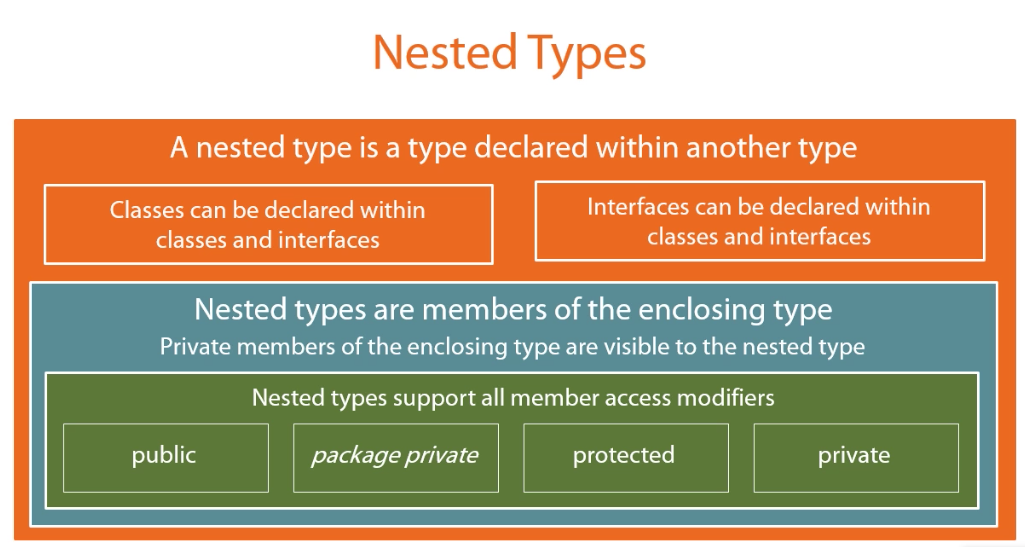 Nested Types
A nested type is a type declared within another type
Classes can be declared within
classes and interfaces
Interfaces can be declared within
classes and interfaces
Nested types are members of the enclosing type
Private members of the enclosing type are visible to the nested type
Nested types support all member access modifiers
public
package private
protected
private